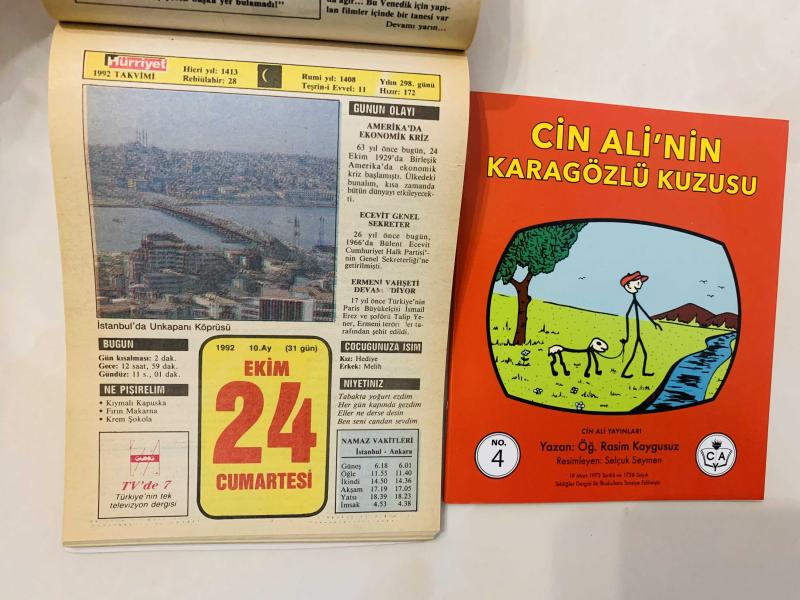 başka yer bulamadı!"
Bu Venedik için yapı-
lan filmler içinde bir tanesi var
Devamı yarın...
Hürriyet
1992 TAKVİMİ
Hicri yıl: 1413
Rebiülahir: 28
Rumi yıl: 1408
Teşrin-i Evvel: 11
Yılın 298. günü
Hızır: 172
İstanbul'da Unkapanı Köprüsü
GÜNÜN OLAYI
AMERİKA'DA
EKONOMİK KRİZ
63 yıl önce bugün, 24
Ekim 1929'da Birleşik
Amerika'da ekonomik
kriz başlamıştı. Ülkedeki
bunalım, kısa zamanda
bütün dünyayı etkileyecek-
ti.
ECEVİT GENEL
SEKRETER
26 yıl önce bugün,
1966'da Bülent Ecevit
Cumhuriyet Halk Partisi'-
nin Genel Sekreterliği'ne
getirilmişti.
ERMENİ VAHŞETİ
17 yıl önce Türkiye'nin
Paris Büyükelçisi İsmail
Erez ve şoförü Talip Ye-
ner, Ermeni ta-
rafından şehit edildi.
BUGÜN
Gün kısalması: 2 dak.
Gece: 12 saat, 59 dak.
Gündüz: 11 s., 01 dak.
NE PİŞİRELİM
• Kıymalı Kapuska
• Fırın Makarna
• Krem Şokola
TV'de 7
Türkiye'nin tek
televizyon dergisi
1992 10.Ay (31 gün)
EKİM
24
CUMARTESİ
ÇOCUĞUNUZA İSİM
Kız: Hediye
Erkek: Melih
NİYETİNİZ
Tabakta yoğurt ezdim
Her gün kapında gezdim
Eller ne derse desin
Ben seni candan sevdim
NAMAZ VAKİTLERİ
İstanbul - Ankara
Güneş 6.18 6.01
Öğle 11.55 11.40
İkindi 14.50 14.36
Akşam 17.19 17.05
Yatsı 18.39 18.23
İmsak 4.53 4.38
CİN ALİ'NİN
KARAGÖZLÜ KUZUSU
CİN ALİ YAYINLARI
NO.
4
Yazan: Öğ. Rasim Kaygusuz
Resimleyen: Selçuk Seymen
C A
Y